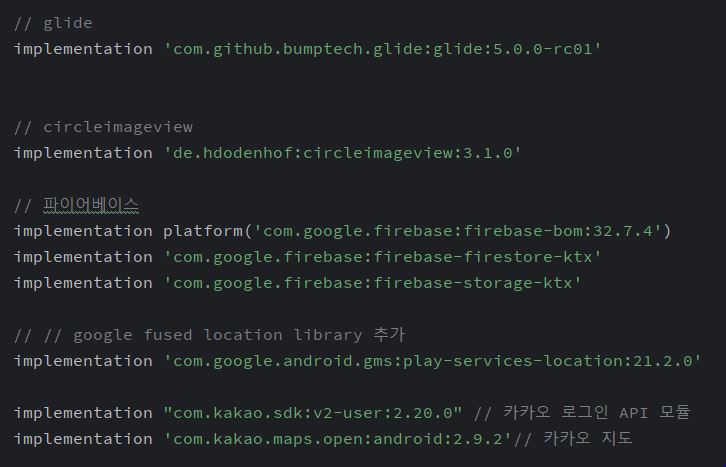 // glide
implementation 'com.github.bumptech.glide:glide:5.0.0-rc01'
// circleimageview
implementation 'de.hdodenhof:circleimageview:3.1.0'
// 파이어베이스
implementation platform('com.google.firebase:firebase-bom:32.7.4')
implementation 'com.google.firebase:firebase-firestore-ktx'
implementation 'com.google.firebase:firebase-storage-ktx'
// // google fused location library 추가
implementation 'com.google.android.gms:play-services-location:21.2.0'
implementation "com.kakao.sdk:v2-user:2.20.0" // 카카오 로그인 API 모듈
implementation 'com.kakao.maps.open:android:2.9.2'// 카카오 지도